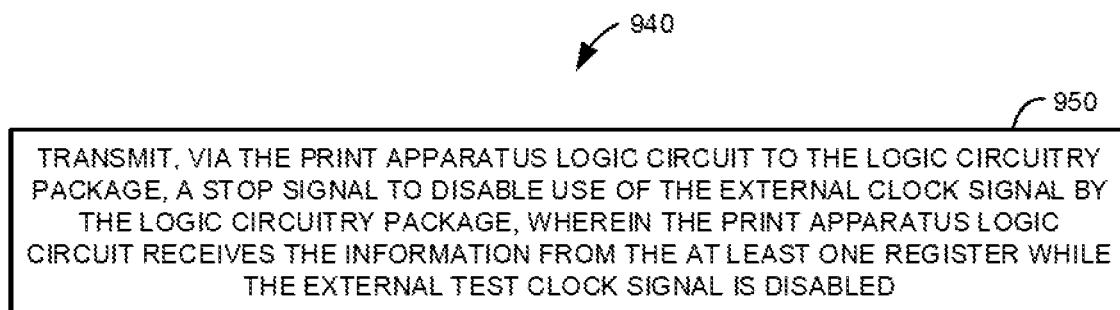 940
950
TRANSMIT, VIA THE PRINT APPARATUS LOGIC CIRCUIT TO THE LOGIC CIRCUITRY
PACKAGE, A STOP SIGNAL TO DISABLE USE OF THE EXTERNAL CLOCK SIGNAL BY
THE LOGIC CIRCUITRY PACKAGE, WHEREIN THE PRINT APPARATUS LOGIC
CIRCUIT RECEIVES THE INFORMATION FROM THE AT LEAST ONE REGISTER WHILE
THE EXTERNAL TEST CLOCK SIGNAL IS DISABLED